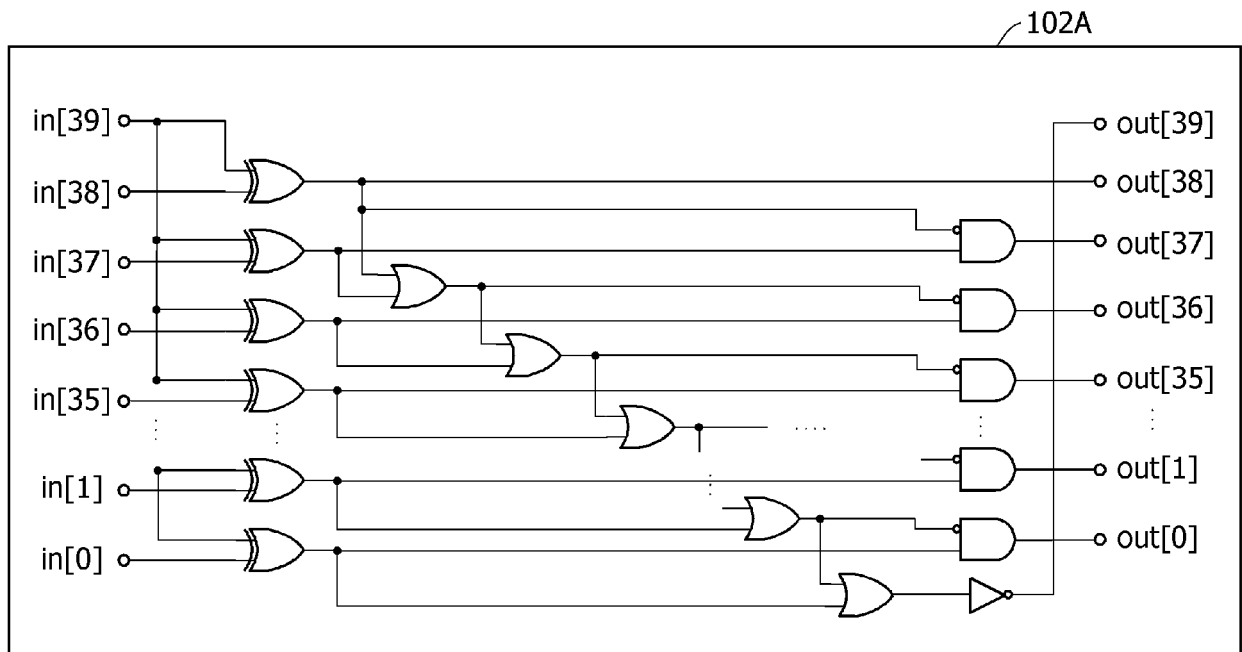 102A
in[39]
out[39]
in[38]
out[38]
in[37]
out[37]
in[36]
out[36]
in[35]
out[35]
in[1]
out[1]
in[0]
out[0]